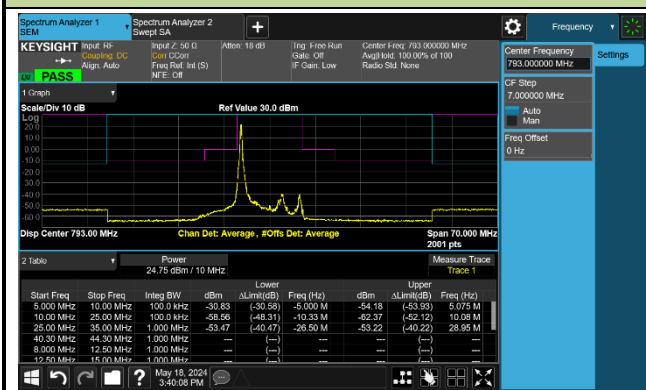 Spectrum Analyzer 1
SEM
Spectrum Analyzer 2
Swept SA
Frequency
KEYSIGHT
Input: RF
Coupling: DC
Align: Auto
Input Z: 50 Ω
Corr CCorr
Freq Ref: Int (S)
NFE: Off
Atten: 18 dB
Trig: Free Run
Gate: Off
IF Gain: Low
Center Freq: 793.000000 MHz
Avg|Hold: 100.00% of 100
Radio Std: None
PASS
Center Frequency
793.000000 MHz
Settings
CF Step
7.000000 MHz
Auto
Man
Freq Offset
0 Hz
1 Graph
Scale/Div 10 dB
Ref Value 30.0 dBm
Log
20.0
10.0
0.00
-10.0
-20.0
-30.0
-40.0
-50.0
-60.0
Disp Center 793.00 MHz
Chan Det: Average, #Offs Det: Average
Span 70.000 MHz
2001 pts
2 Table
Power
24.75 dBm / 10 MHz
Measure Trace
Trace 1
Lower
Upper
Start Freq Stop Freq Integ BW dBm ΔLimit(dB) Freq (Hz) dBm ΔLimit(dB) Freq (Hz)
5.000 MHz 10.00 MHz 100.0 kHz -30.83 (-30.58) -5.000 M -54.18 (-53.93) 5.075 M
10.00 MHz 25.00 MHz 100.0 kHz -58.56 (-48.31) -10.33 M -62.37 (-52.12) 10.08 M
25.00 MHz 35.00 MHz 1.000 MHz -53.47 (-40.47) -26.50 M -53.22 (-40.22) 28.95 M
40.30 MHz 44.30 MHz 1.000 MHz --- (---) --- (---)
8.000 MHz 12.50 MHz 1.000 MHz --- (---) --- (---)
12.50 MHz 15.00 MHz 1.000 MHz --- (---) --- (---)
May 18, 2024
3:40:08 PM